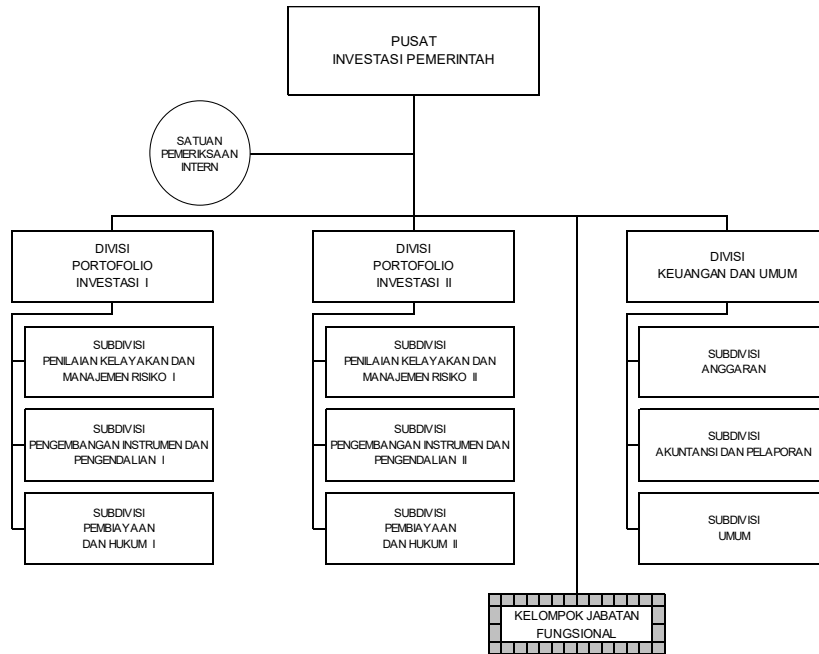 PUSAT
INVESTASI PEMERINTAH
SATUAN
PEMERIKSAAN
INTERN
DIVISI
PORTOFOLIO
INVESTASI I
SUBDIVISI
PENILAIAN KELAYAKAN DAN
MANAJEMEN RISIKO I
SUBDIVISI
PENGEMBANGAN INSTRUMEN DAN
PENGENDALIAN I
SUBDIVISI
PEMBIAYAAN
DAN HUKUM I
DIVISI
PORTOFOLIO
INVESTASI II
SUBDIVISI
PENILAIAN KELAYAKAN DAN
MANAJEMEN RISIKO II
SUBDIVISI
PENGEMBANGAN INSTRUMEN DAN
PENGENDALIAN II
SUBDIVISI
PEMBIAYAAN
DAN HUKUM II
DIVISI
KEUANGAN DAN UMUM
SUBDIVISI
ANGGARAN
SUBDIVISI
AKUNTANSI DAN PELAPORAN
SUBDIVISI
UMUM
KELOMPOK JABATAN
FUNGSIONAL